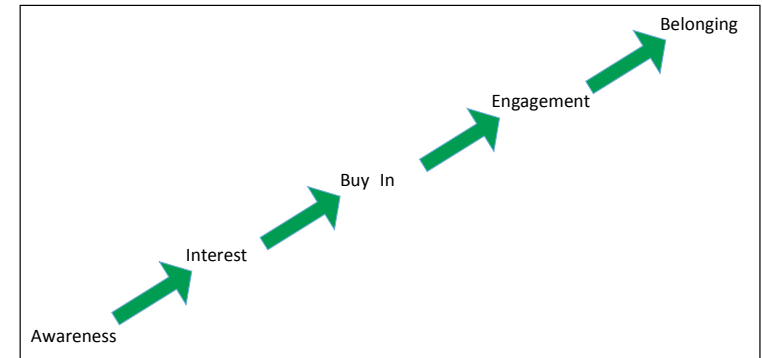 Belonging
Engagement
Buy In
Interest
Awareness